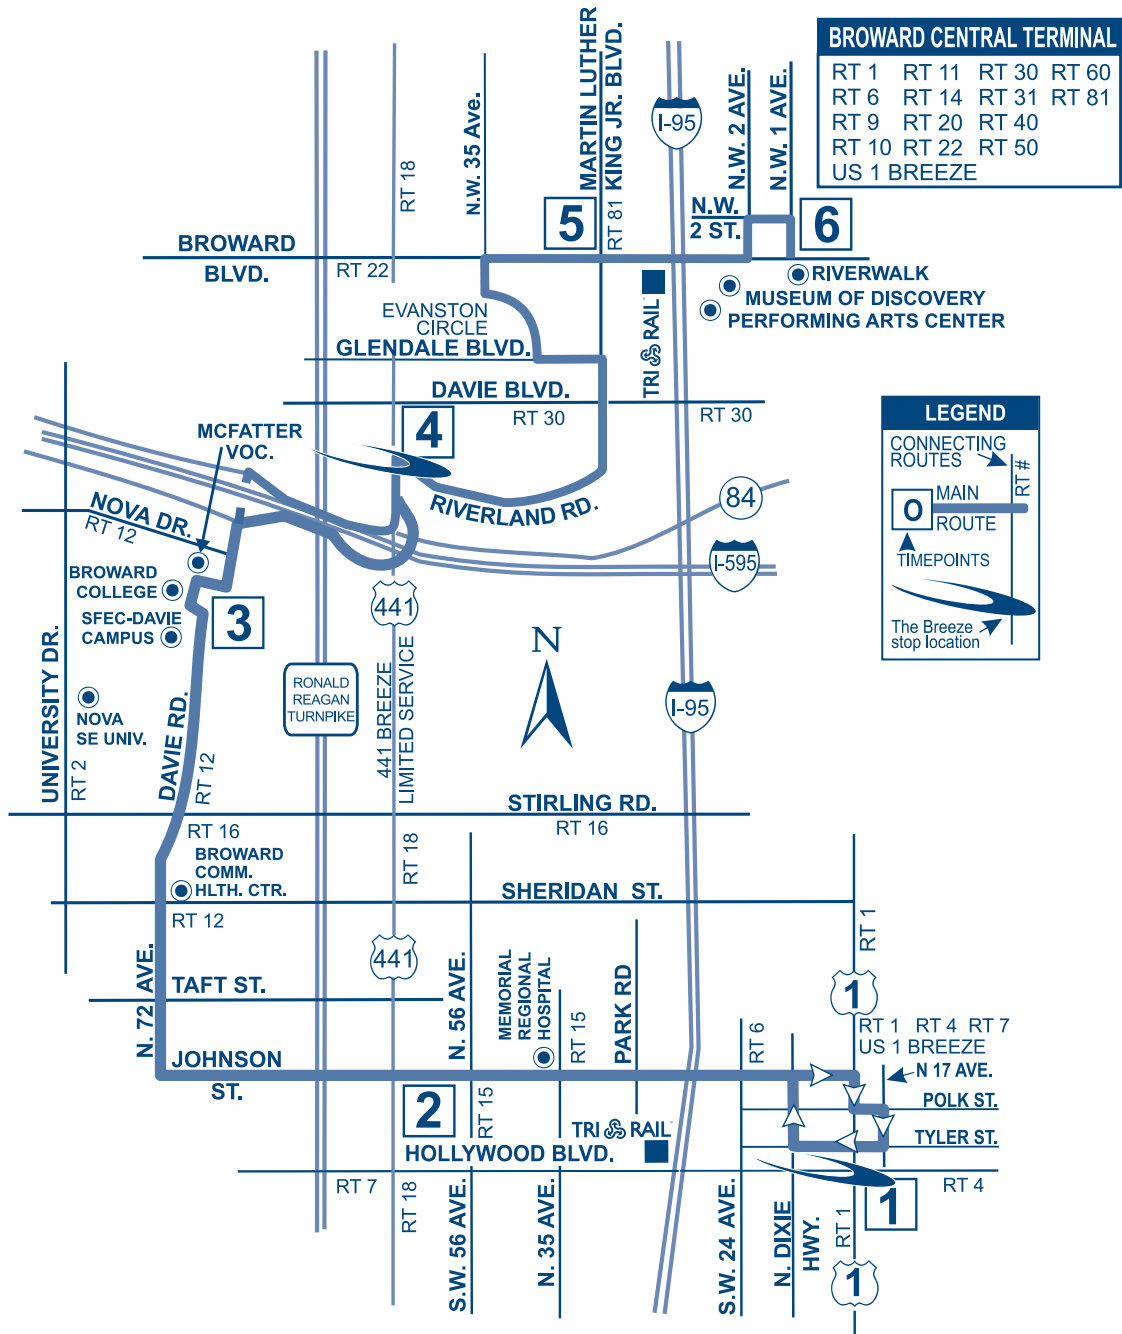 BROWARD CENTRAL TERMINAL
RT 1 RT 11 RT 30 RT 60
RT 6 RT 14 RT 31 RT 81
RT 9 RT 20 RT 40
RT 10 RT 22 RT 50
US 1 BREEZE
MARTIN LUTHER
KING JR. BLVD.
RT 81
N.W. 35 Ave.
RT 18
I-95
N.W. 2 AVE.
N.W. 1 AVE.
N.W.
2 ST.
5
6
BROWARD
BLVD.
RT 22
RIVERWALK
MUSEUM OF DISCOVERY
PERFORMING ARTS CENTER
TRI RAIL
EVANSTON
CIRCLE
GLENDALE BLVD.
DAVIE BLVD.
RT 30
RT 30
4
MCFATTER
VOC.
RIVERLAND RD.
84
I-595
NOVA DR.
RT 12
BROWARD
COLLEGE
SFEC-DAVIE
CAMPUS
3
441
N
LEGEND
CONNECTING
ROUTES
RT #
O
MAIN
ROUTE
TIMEPOINTS
The Breeze
stop location
UNIVERSITY DR.
RT 2
NOVA
SE UNIV.
DAVIE RD.
RT 12
RONALD
REAGAN
TURNPIKE
441 BREEZE
LIMITED SERVICE
I-95
STIRLING RD.
RT 16
RT 16
BROWARD
COMM.
HLTH. CTR.
RT 18
SHERIDAN ST.
RT 12
RT 1
441
N. 72 AVE.
TAFT ST.
N. 56 AVE.
MEMORIAL
REGIONAL
HOSPITAL
RT 15
PARK RD
RT 6
1
RT 1 RT 4 RT 7
US 1 BREEZE
N 17 AVE.
JOHNSON
ST.
2
RT 15
POLK ST.
TYLER ST.
TRI RAIL
HOLLYWOOD BLVD.
RT 7
RT 4
1
RT 18
S.W. 56 AVE.
N. 35 AVE.
S.W. 24 AVE.
N. DIXIE
HWY.
RT 1
1